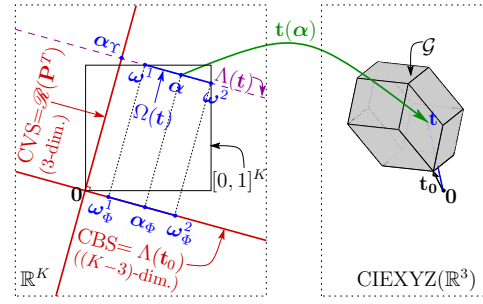 t(α)
α_Υ
ω^1
α
ω^2
Λ(t)
Ω(t)
[0, 1]^K
CVS=ℛ(P^T)
(3-dim.)
0
ω_Φ^1
α_Φ
ω_Φ^2
CBS= Λ(t_0)
((K−3)-dim.)
ℝ^K
𝒢
t
t_0
0
CIEXYZ(ℝ^3)